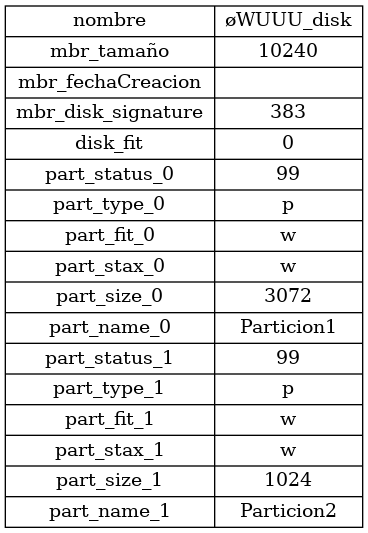 nombre øWUUU_disk
mbr_tamaño 10240
mbr_fechaCreacion
mbr_disk_signature 383
disk_fit 0
part_status_0 99
part_type_0 p
part_fit_0 w
part_stax_0 w
part_size_0 3072
part_name_0 Particion1
part_status_1 99
part_type_1 p
part_fit_1 w
part_stax_1 w
part_size_1 1024
part_name_1 Particion2